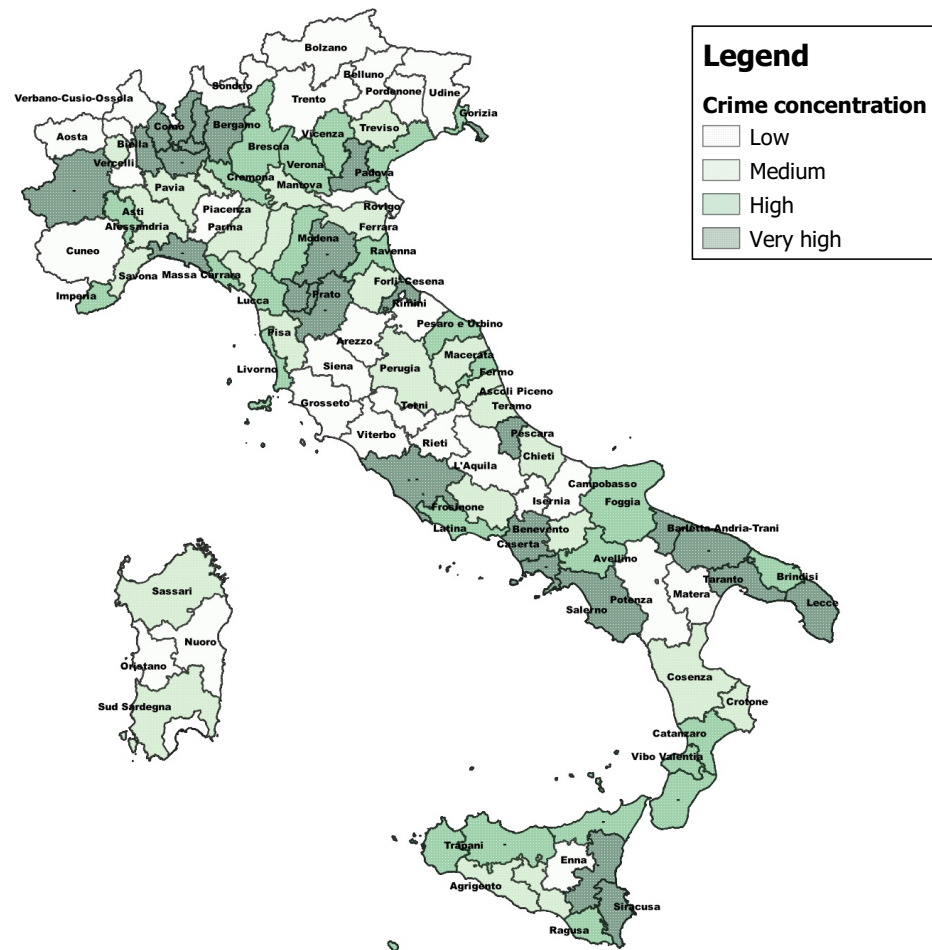 Legend
Crime concentration
Low
Medium
High
Very high
Bolzano
Belluno
Sondrio
Pordenone
Udine
Trento
Verbano-Cusio-Ossola
Gorizia
Aosta
Como
Bergamo
Treviso
Vicenza
Biella
Brescia
Vercelli
Verona
Padova
Cremona
Pavia
Mantova
Rovigo
Asti
Piacenza
Alessandria
Parma
Ferrara
Modena
Cuneo
Ravenna
Savona
Massa Carrara
Forlì-Cesena
Imperia
Lucca
Prato
Rimini
Pesaro e Urbino
Pisa
Arezzo
Macerata
Siena
Perugia
Livorno
Fermo
Ascoli Piceno
Grosseto
Terni
Teramo
Viterbo
Pescara
Rieti
Chieti
L'Aquila
Campobasso
Isernia
Foggia
Frosinone
Latina
Benevento
Barletta-Andria-Trani
Caserta
Avellino
Taranto
Brindisi
Sassari
Matera
Potenza
Lecce
Salerno
Nuoro
Oristano
Cosenza
Crotone
Sud Sardegna
Catanzaro
Vibo Valentia
Trapani
Enna
Agrigento
Siracusa
Ragusa